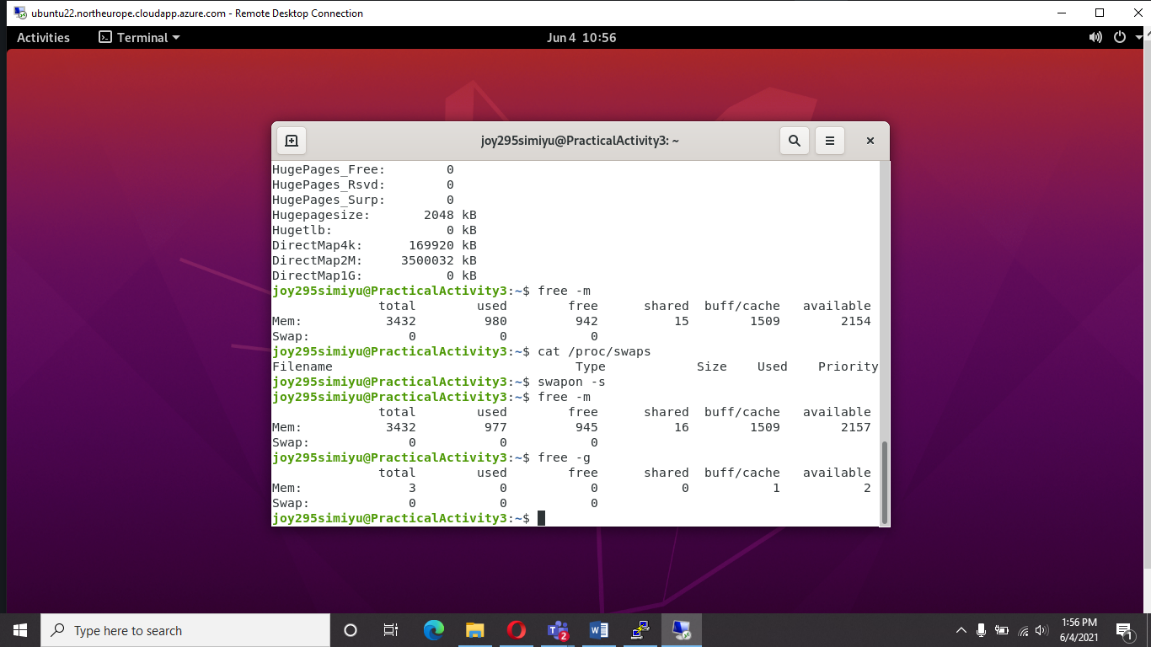 ubuntu22.northeurope.cloudapp.azure.com - Remote Desktop Connection
Activities Terminal Jun 4 10:56
joy295simiyu@PracticalActivity3: ~
HugePages_Free: 0
HugePages_Rsvd: 0
HugePages_Surp: 0
Hugepagesize: 2048 kB
Hugetlb: 0 kB
DirectMap4k: 169920 kB
DirectMap2M: 3500032 kB
DirectMap1G: 0 kB
joy295simiyu@PracticalActivity3:~$ free -m
total used free shared buff/cache available
Mem: 3432 980 942 15 1509 2154
Swap: 0 0 0
joy295simiyu@PracticalActivity3:~$ cat /proc/swaps
Filename Type Size Used Priority
joy295simiyu@PracticalActivity3:~$ swapon -s
joy295simiyu@PracticalActivity3:~$ free -m
total used free shared buff/cache available
Mem: 3432 977 945 16 1509 2157
Swap: 0 0 0
joy295simiyu@PracticalActivity3:~$ free -g
total used free shared buff/cache available
Mem: 3 0 0 0 1 2
Swap: 0 0 0
joy295simiyu@PracticalActivity3:~$
Type here to search
2
1:56 PM
6/4/2021
1